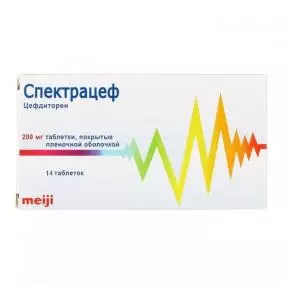 Спектрацеф
Цефдиторен
200 мг таблетки, покрытые
пленочной оболочкой
14 таблеток
meiji